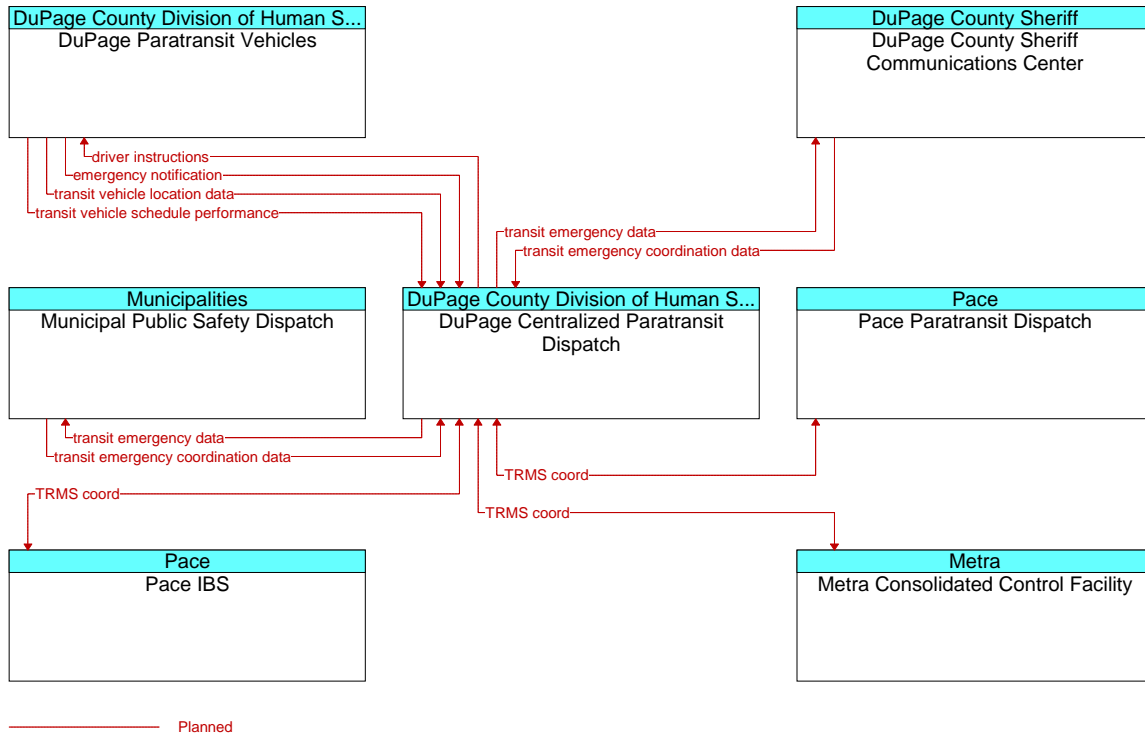 DuPage County Division of Human S...
DuPage Paratransit Vehicles
DuPage County Sheriff
DuPage County Sheriff
Communications Center
driver instructions
emergency notification
transit vehicle location data
transit vehicle schedule performance
transit emergency data
transit emergency coordination data
Municipalities
Municipal Public Safety Dispatch
DuPage County Division of Human S...
DuPage Centralized Paratransit
Dispatch
Pace
Pace Paratransit Dispatch
transit emergency data
transit emergency coordination data
TRMS coord
TRMS coord
TRMS coord
Pace
Pace IBS
Metra
Metra Consolidated Control Facility
Planned